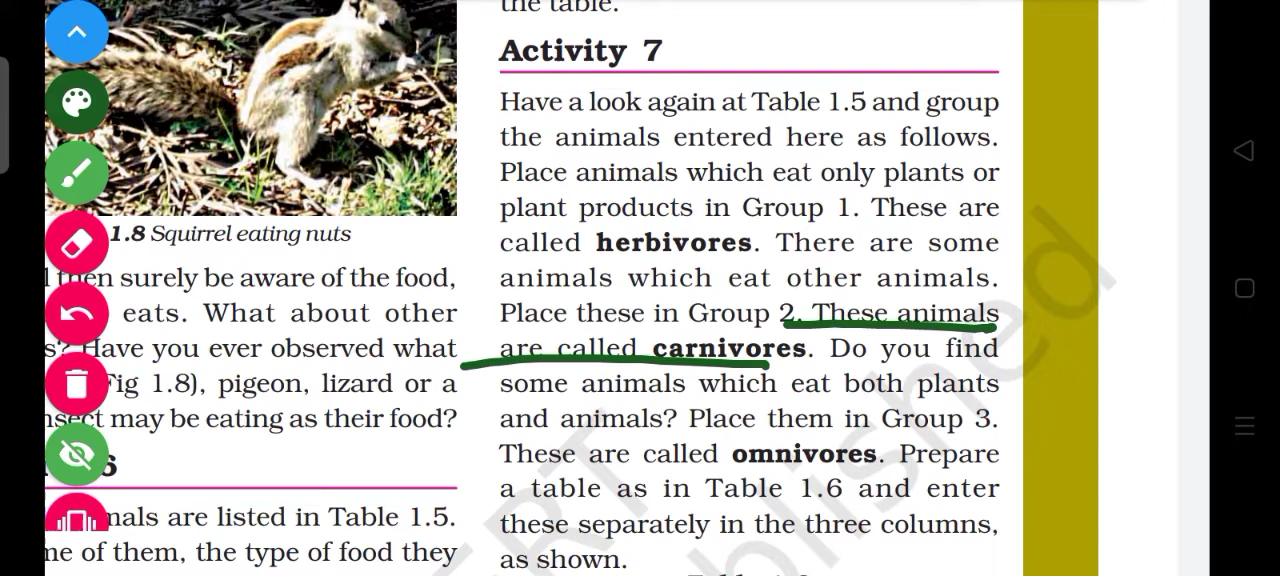 1.8 Squirrel eating nuts
then surely be aware of the food,
eats. What about other
s? Have you ever observed what
Fig 1.8), pigeon, lizard or a
nsect may be eating as their food?
6
mals are listed in Table 1.5.
me of them, the type of food they
the table.
Activity 7
Have a look again at Table 1.5 and group
the animals entered here as follows.
Place animals which eat only plants or
plant products in Group 1. These are
called herbivores. There are some
animals which eat other animals.
Place these in Group 2. These animals
are called carnivores. Do you find
some animals which eat both plants
and animals? Place them in Group 3.
These are called omnivores. Prepare
a table as in Table 1.6 and enter
these separately in the three columns,
as shown.